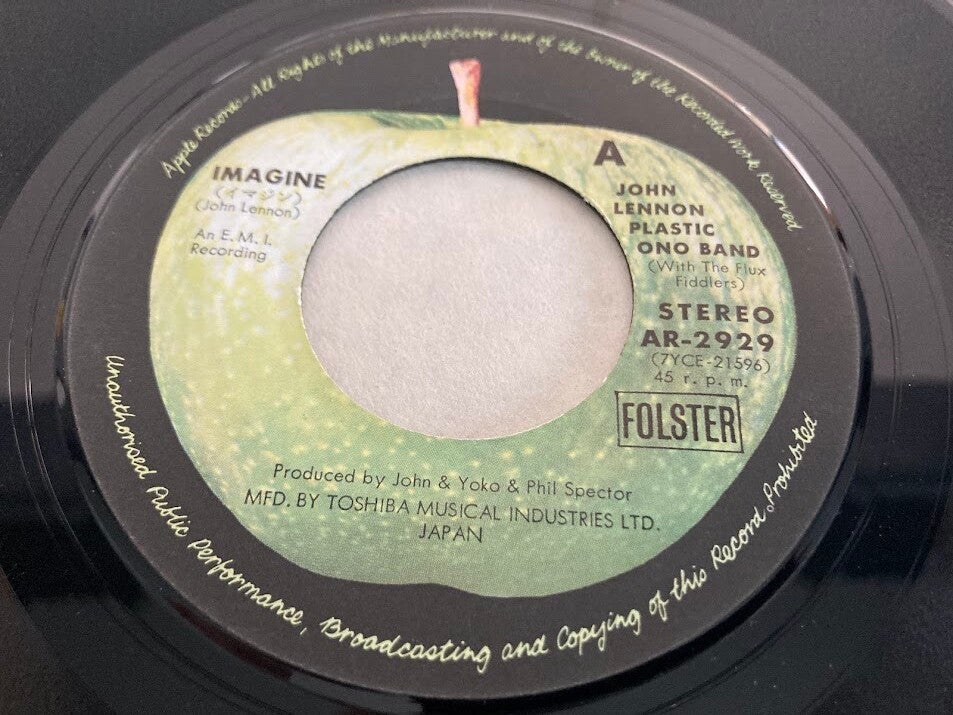 Apple Records-All Rights of the Manufacturer and of the Owner of the Recorded Work Reserved
IMAGINE
(イマジン)
(John Lennon)
An E. M. I.
Recording
A
JOHN
LENNON
PLASTIC
ONO BAND
(With The Flux
Fiddlers)
STEREO
AR-2929
(7YCE-21596)
45 r. p. m.
FOLSTER
Produced by John & Yoko & Phil Spector
MFD. BY TOSHIBA MUSICAL INDUSTRIES LTD.
JAPAN
Unauthorised Public Performance, Broadcasting and Copying of this Record Prohibited